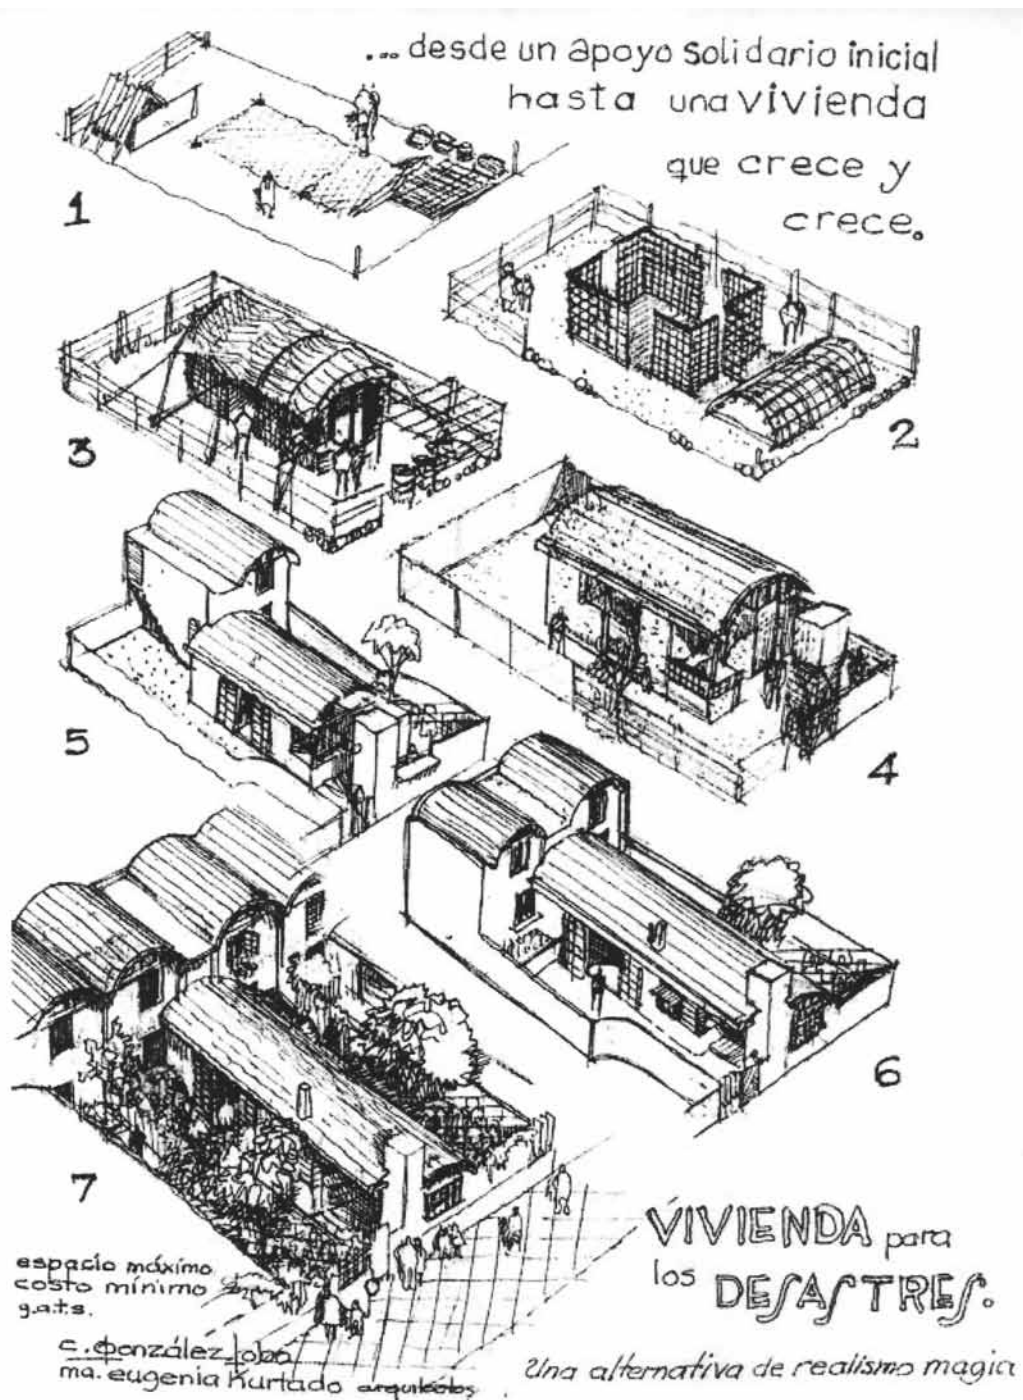 ... desde un apoyo solidario inicial
hasta una vivienda
que crece y
crece.
1
2
3
4
5
6
7
espacio máximo
costo mínimo
g.a.t.s.
c. gonzález lobo
ma. eugenia Hurtado arquitectos
VIVIENDA para
los DESASTRES.
Una alternativa de realismo magic